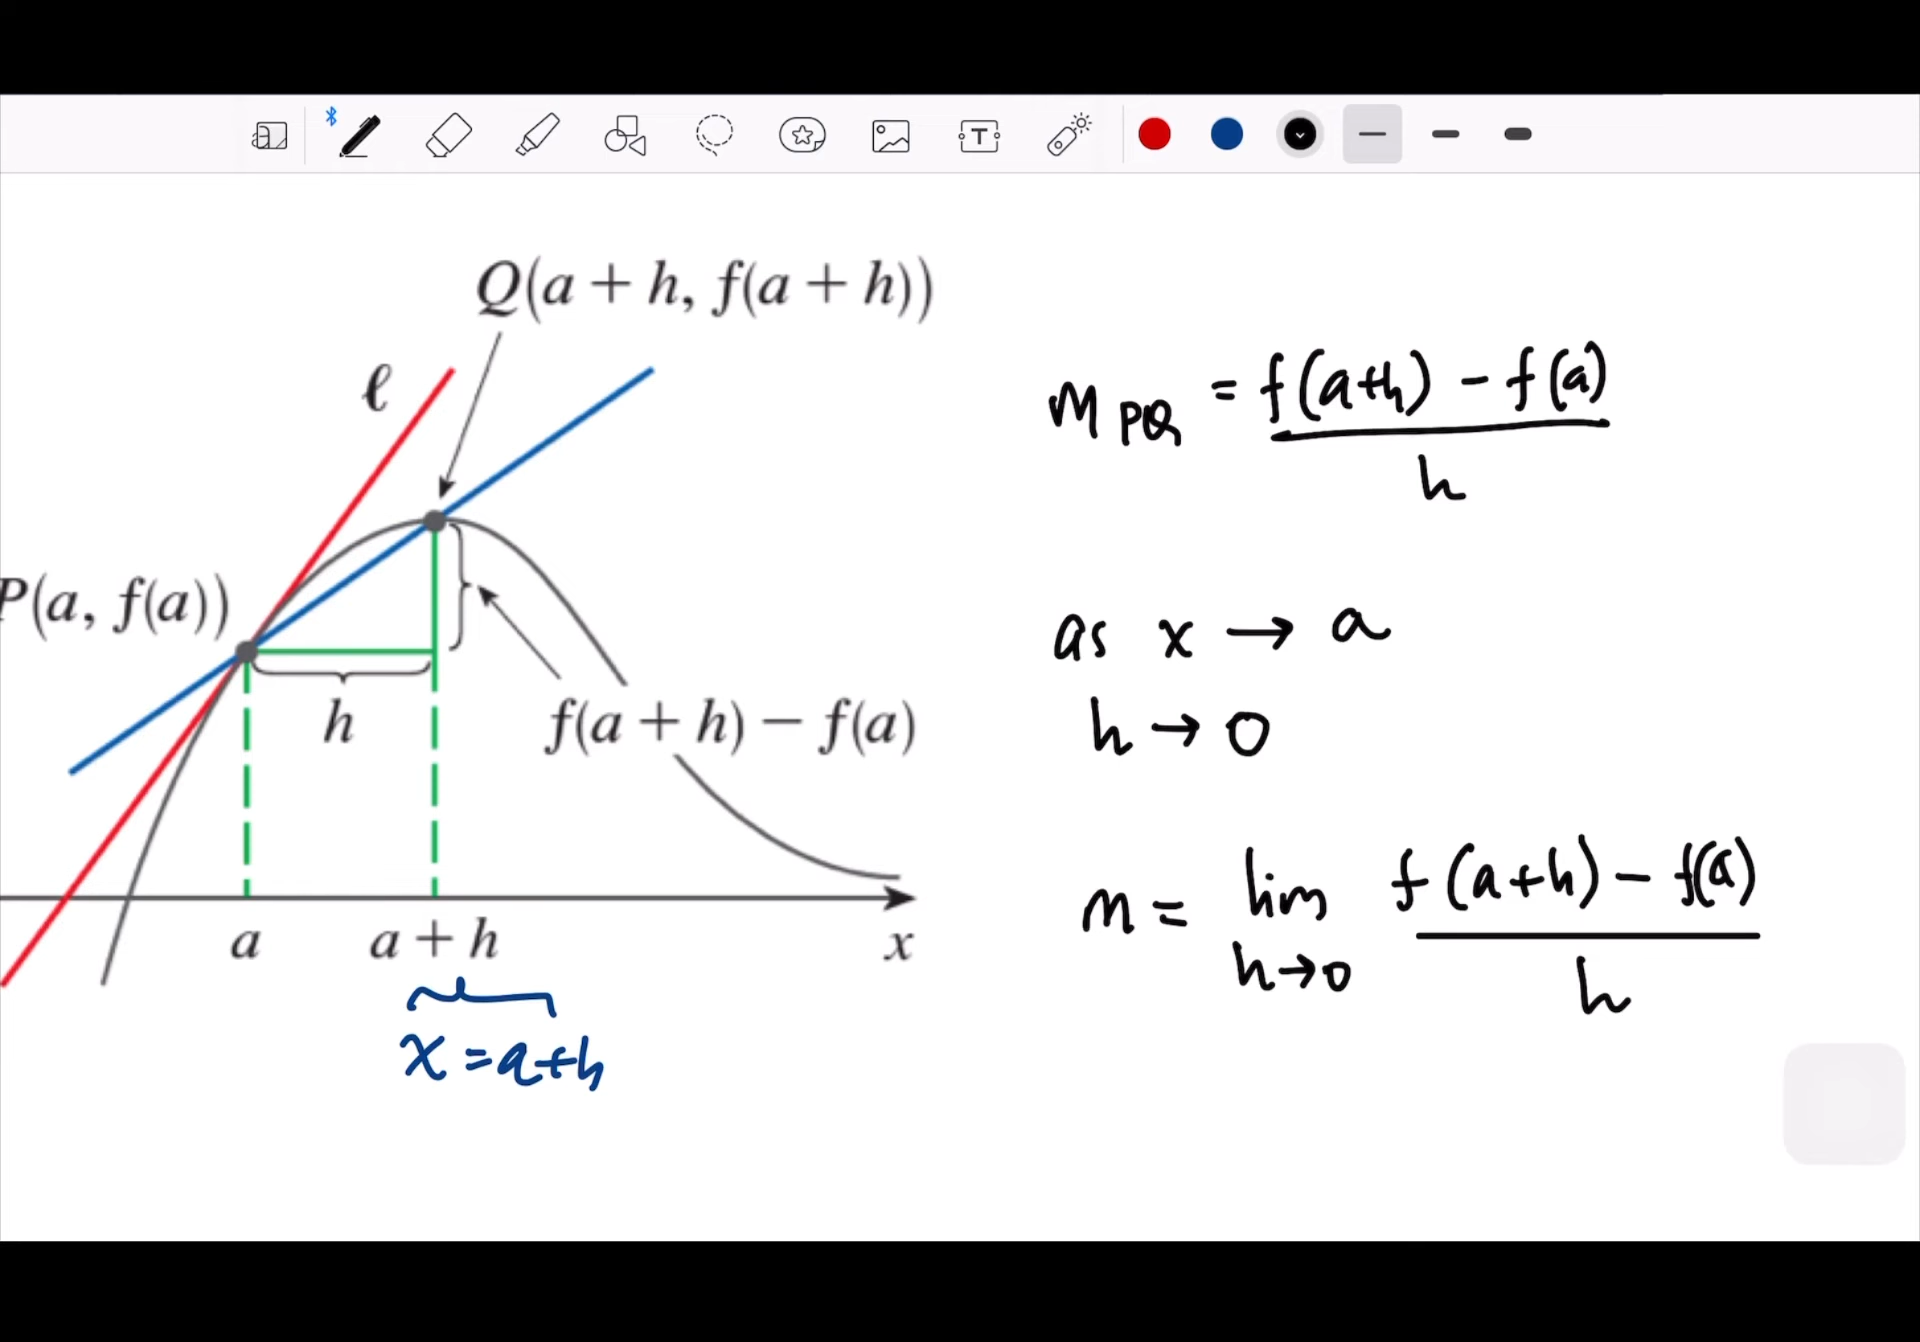 Q(a + h, f(a + h))
ℓ
P(a, f(a))
h
f(a + h) − f(a)
a
a + h
x
x = a+h
m PQ = f(a+h) - f(a)
h
as x → a
h → 0
m = lim f(a+h) - f(a)
h→0 h